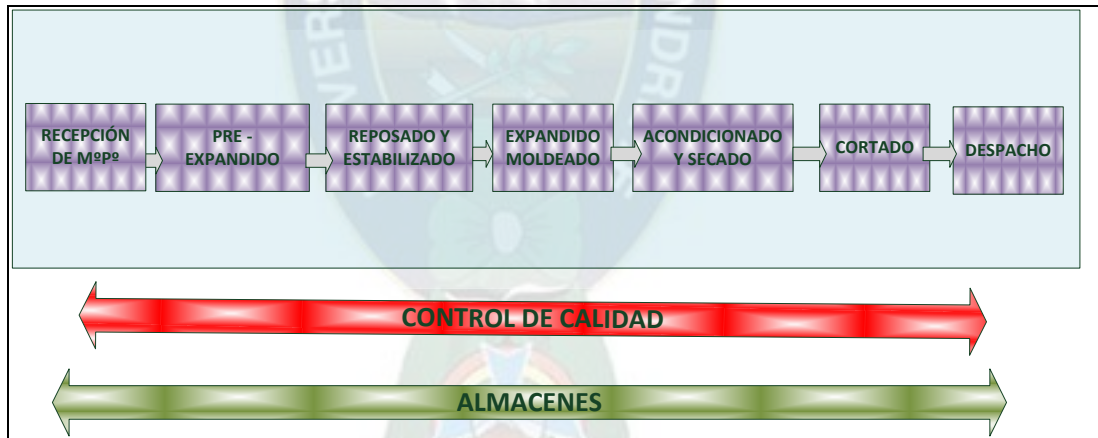 RECEPCIÓN
DE MºPº
PRE -
EXPANDIDO
REPOSADO Y
ESTABILIZADO
EXPANDIDO
MOLDEADO
ACONDICIONADO
Y SECADO
CORTADO
DESPACHO
CONTROL DE CALIDAD
ALMACENES